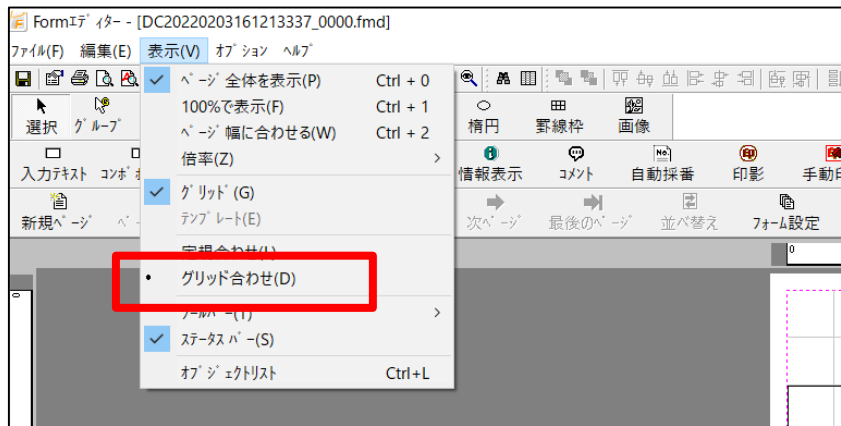 Formｴﾃﾞｨﾀｰ - [DC20220203161213337_0000.fmd]
ﾌｧｲﾙ(F) 編集(E) 表示(V) ｵﾌﾟｼｮﾝ ﾍﾙﾌﾟ
ﾍﾟｰｼﾞ全体を表示(P) Ctrl + 0
100%で表示(F) Ctrl + 1
ﾍﾟｰｼﾞ幅に合わせる(W) Ctrl + 2
倍率(Z)
ｸﾞﾘｯﾄﾞ(G)
ﾃﾝﾌﾟﾚｰﾄ(E)
グリッド合わせ(D)
ﾂｰﾙﾊﾞｰ(T)
ｽﾃｰﾀｽﾊﾞｰ(S)
ｵﾌﾞｼﾞｪｸﾄﾘｽﾄ Ctrl+L
選択 ｸﾞﾙｰﾌﾟ 楕円 罫線枠 画像
入力ﾃｷｽﾄ 情報表示 ｺﾒﾝﾄ 自動採番 印影
新規ﾍﾟｰｼﾞ 次ﾍﾟｰｼﾞ 最後のﾍﾟｰｼﾞ 並べ替え ﾌｫｰﾑ設定
0
0